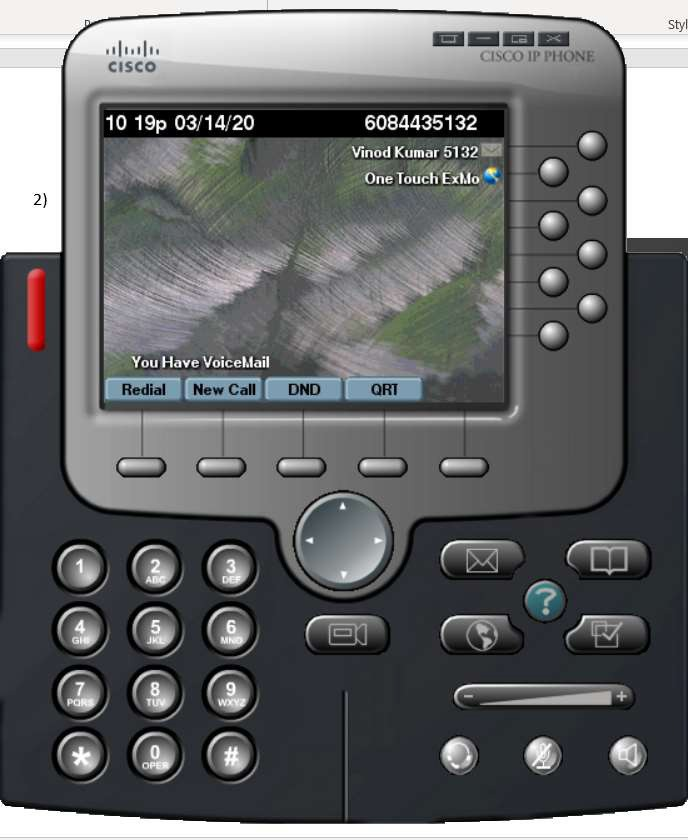 Styl
CISCO
CISCO IP PHONE
10 19p 03/14/20
6084435132
Vinod Kumar 5132
One Touch ExMo
2)
You Have VoiceMail
Redial
New Call
DND
QRT
1
2
ABC
3
DEF
4
GHI
5
JKL
6
MNO
?
7
PQRS
8
TUV
9
WXYZ
- +
*
0
OPER
#